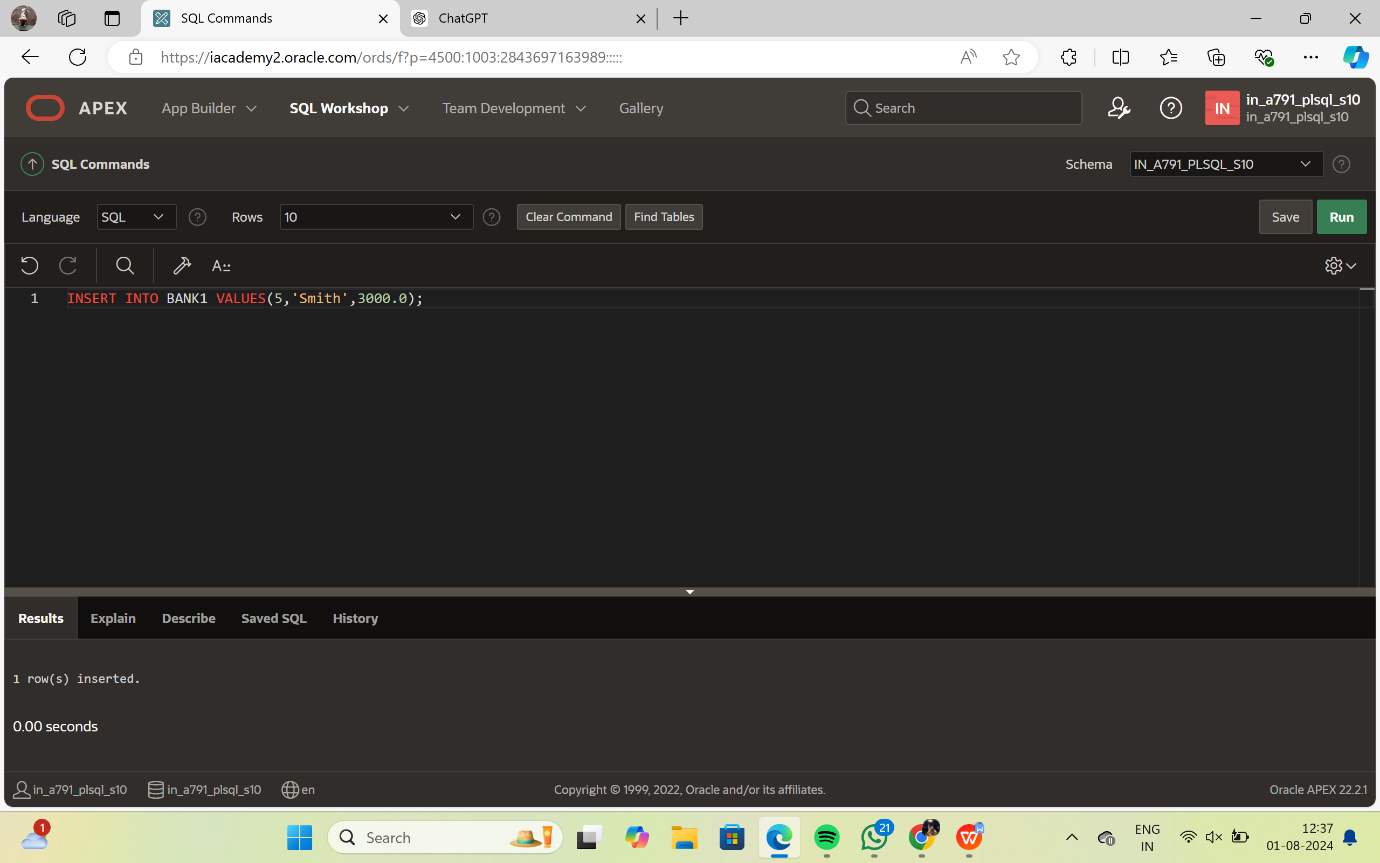 SQL Commands
ChatGPT
https://iacademy2.oracle.com/ords/f?p=4500:1003:2843697163989:::::
APEX App Builder SQL Workshop Team Development Gallery Search IN in_a791_plsql_s10
in_a791_plsql_s10
SQL Commands Schema IN_A791_PLSQL_S10
Language SQL Rows 10 Clear Command Find Tables Save Run
1 INSERT INTO BANK1 VALUES(5,'Smith',3000.0);
Results Explain Describe Saved SQL History
1 row(s) inserted.
0.00 seconds
in_a791_plsql_s10 in_a791_plsql_s10 en Copyright © 1999, 2022, Oracle and/or its affiliates. Oracle APEX 22.2.1
1 Search 21 ENG
IN
12:37
01-08-2024